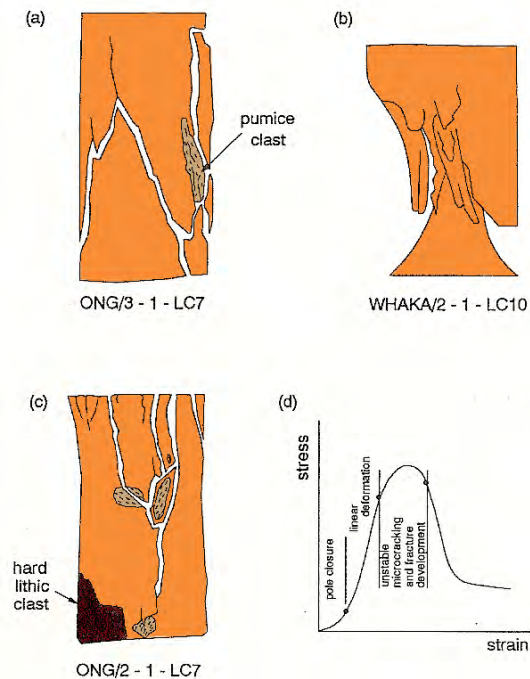 (a)
(b)
pumice
clast
ONG/3 - 1 - LC7
WHAKA/2 - 1 - LC10
(c)
(d)
hard
lithic
clast
ONG/2 - 1 - LC7
stress
pole closure
linear
deformation
unstable
microcracking
and fracture
development
strain